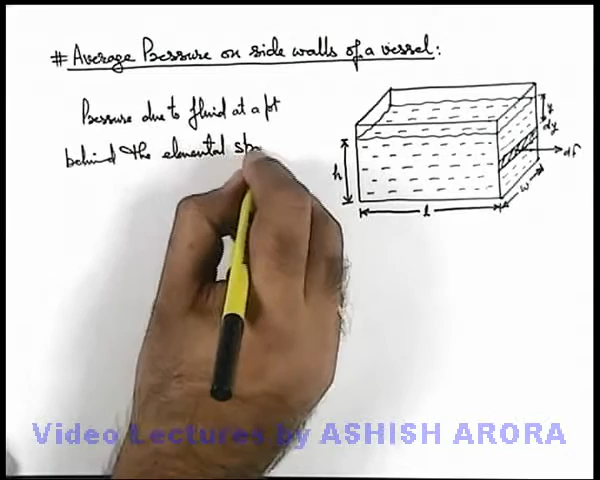 # Average Pressure on side walls of a vessel:
Pressure due to fluid at a pt
behind the elemental
y
dy
dF
h
w
l
Video Lectures by ASHISH ARORA